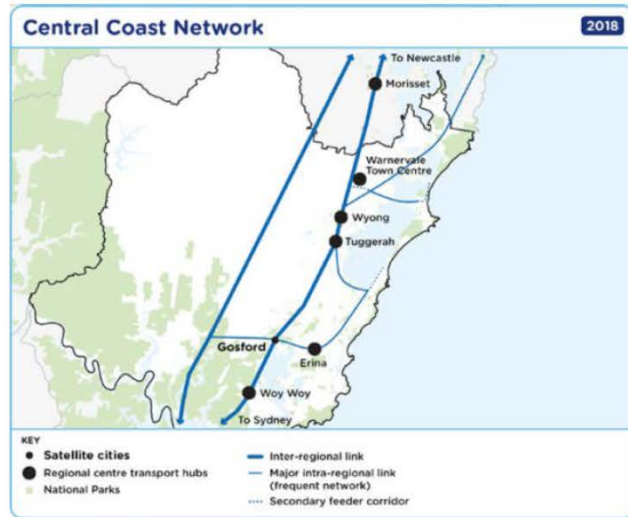 Central Coast Network
2018
To Newcastle
Morisset
Warnervale
Town Centre
Wyong
Tuggerah
Gosford
Erina
Woy Woy
To Sydney
KEY
Satellite cities
Regional centre transport hubs
National Parks
Inter-regional link
Major intra-regional link
(frequent network)
Secondary feeder corridor